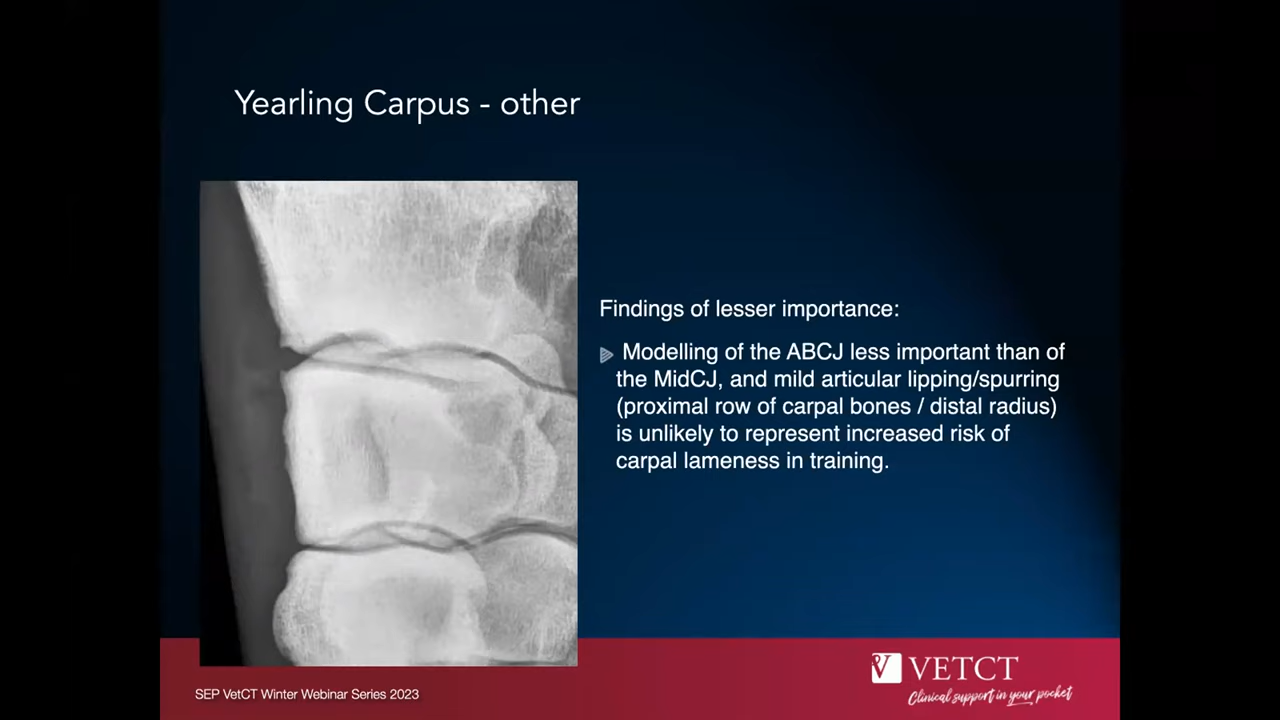 Yearling Carpus - other
Findings of lesser importance:
Modelling of the ABCJ less important than of
the MidCJ, and mild articular lipping/spurring
(proximal row of carpal bones / distal radius)
is unlikely to represent increased risk of
carpal lameness in training.
VETCT
Clinical support in your pocket
SEP VetCT Winter Webinar Series 2023